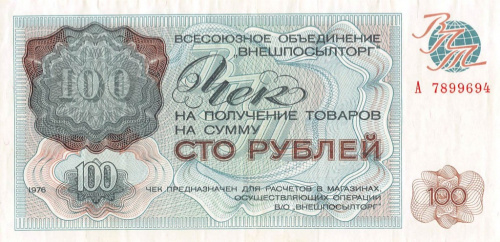 ВСЕСОЮЗНОЕ ОБЪЕДИНЕНИЕ
"ВНЕШПОСЫЛТОРГ"
ВПТ
А 7899694
100
Чек
НА ПОЛУЧЕНИЕ ТОВАРОВ
НА СУММУ
СТО РУБЛЕЙ
1976
100
ЧЕК ПРЕДНАЗНАЧЕН ДЛЯ РАСЧЕТОВ В МАГАЗИНАХ,
ОСУЩЕСТВЛЯЮЩИХ ОПЕРАЦИИ
В/О „ВНЕШПОСЫЛТОРГ"
100